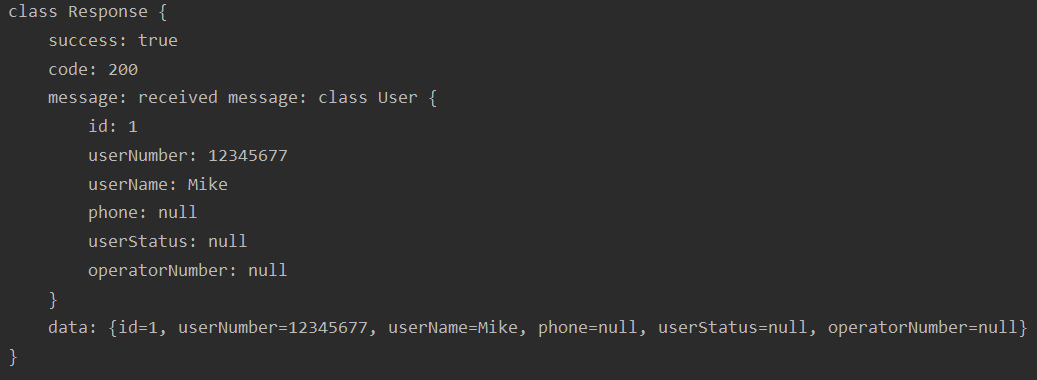 class Response {
    success: true
    code: 200
    message: received message: class User {
        id: 1
        userNumber: 12345677
        userName: Mike
        phone: null
        userStatus: null
        operatorNumber: null
    }
    data: {id=1, userNumber=12345677, userName=Mike, phone=null, userStatus=null, operatorNumber=null}
}